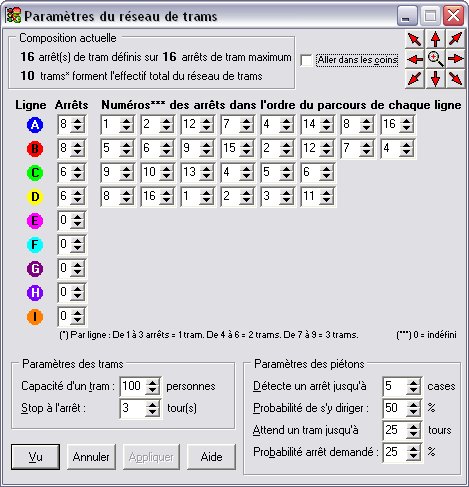 Paramètres du réseau de trams
Composition actuelle
16 arrêt(s) de tram définis sur 16 arrêts de tram maximum
10 trams* forment l'effectif total du réseau de trams
Aller dans les coins
Ligne Arrêts Numéros*** des arrêts dans l'ordre du parcours de chaque ligne
A 8 1 2 12 7 4 14 8 16
B 8 5 6 9 15 2 12 7 4
C 6 9 10 13 4 5 6
D 6 8 16 1 2 3 11
E 0
F 0
G 0
H 0
I 0
(*) Par ligne : De 1 à 3 arrêts = 1 tram. De 4 à 6 = 2 trams. De 7 à 9 = 3 trams. (***) 0 = indéfini
Paramètres des trams
Capacité d'un tram : 100 personnes
Stop à l'arrêt : 3 tour(s)
Paramètres des piétons
Détecte un arrêt jusqu'à 5 cases
Probabilité de s'y diriger : 50 %
Attend un tram jusqu'à 25 tours
Probabilité arrêt demandé : 25 %
Vu Annuler Appliquer Aide